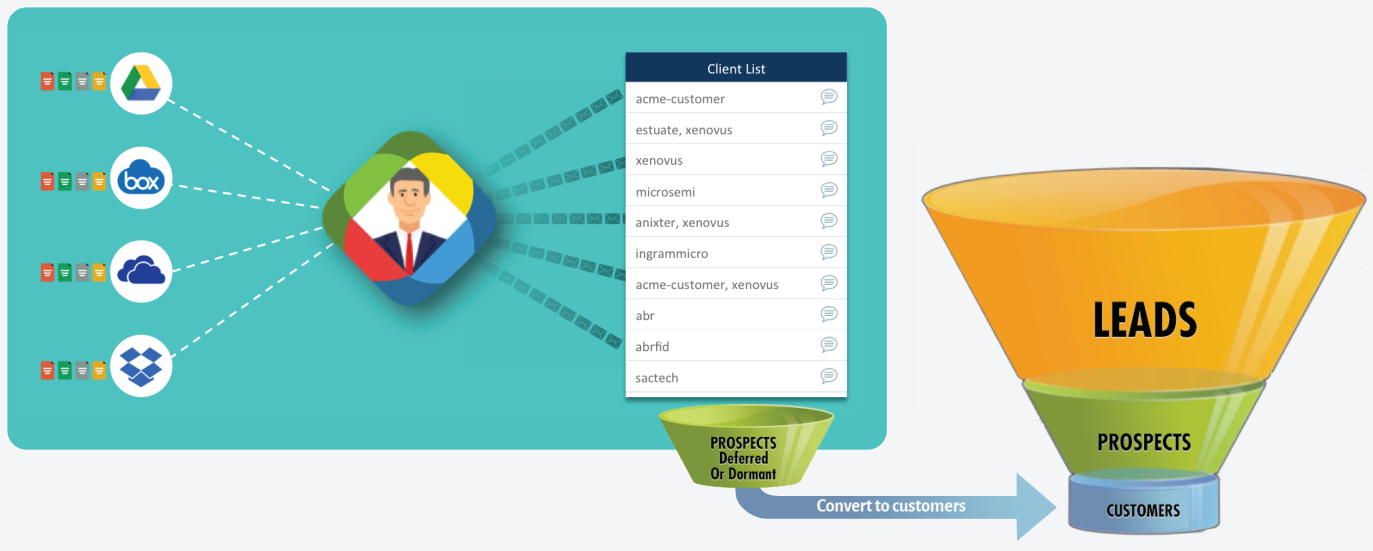 box
Client List
acme-customer
estuate, xenovus
xenovus
microsemi
anixter, xenovus
ingrammicro
acme-customer, xenovus
abr
abrfid
sactech
PROSPECTS
Deferred
Or Dormant
Convert to customers
LEADS
PROSPECTS
CUSTOMERS